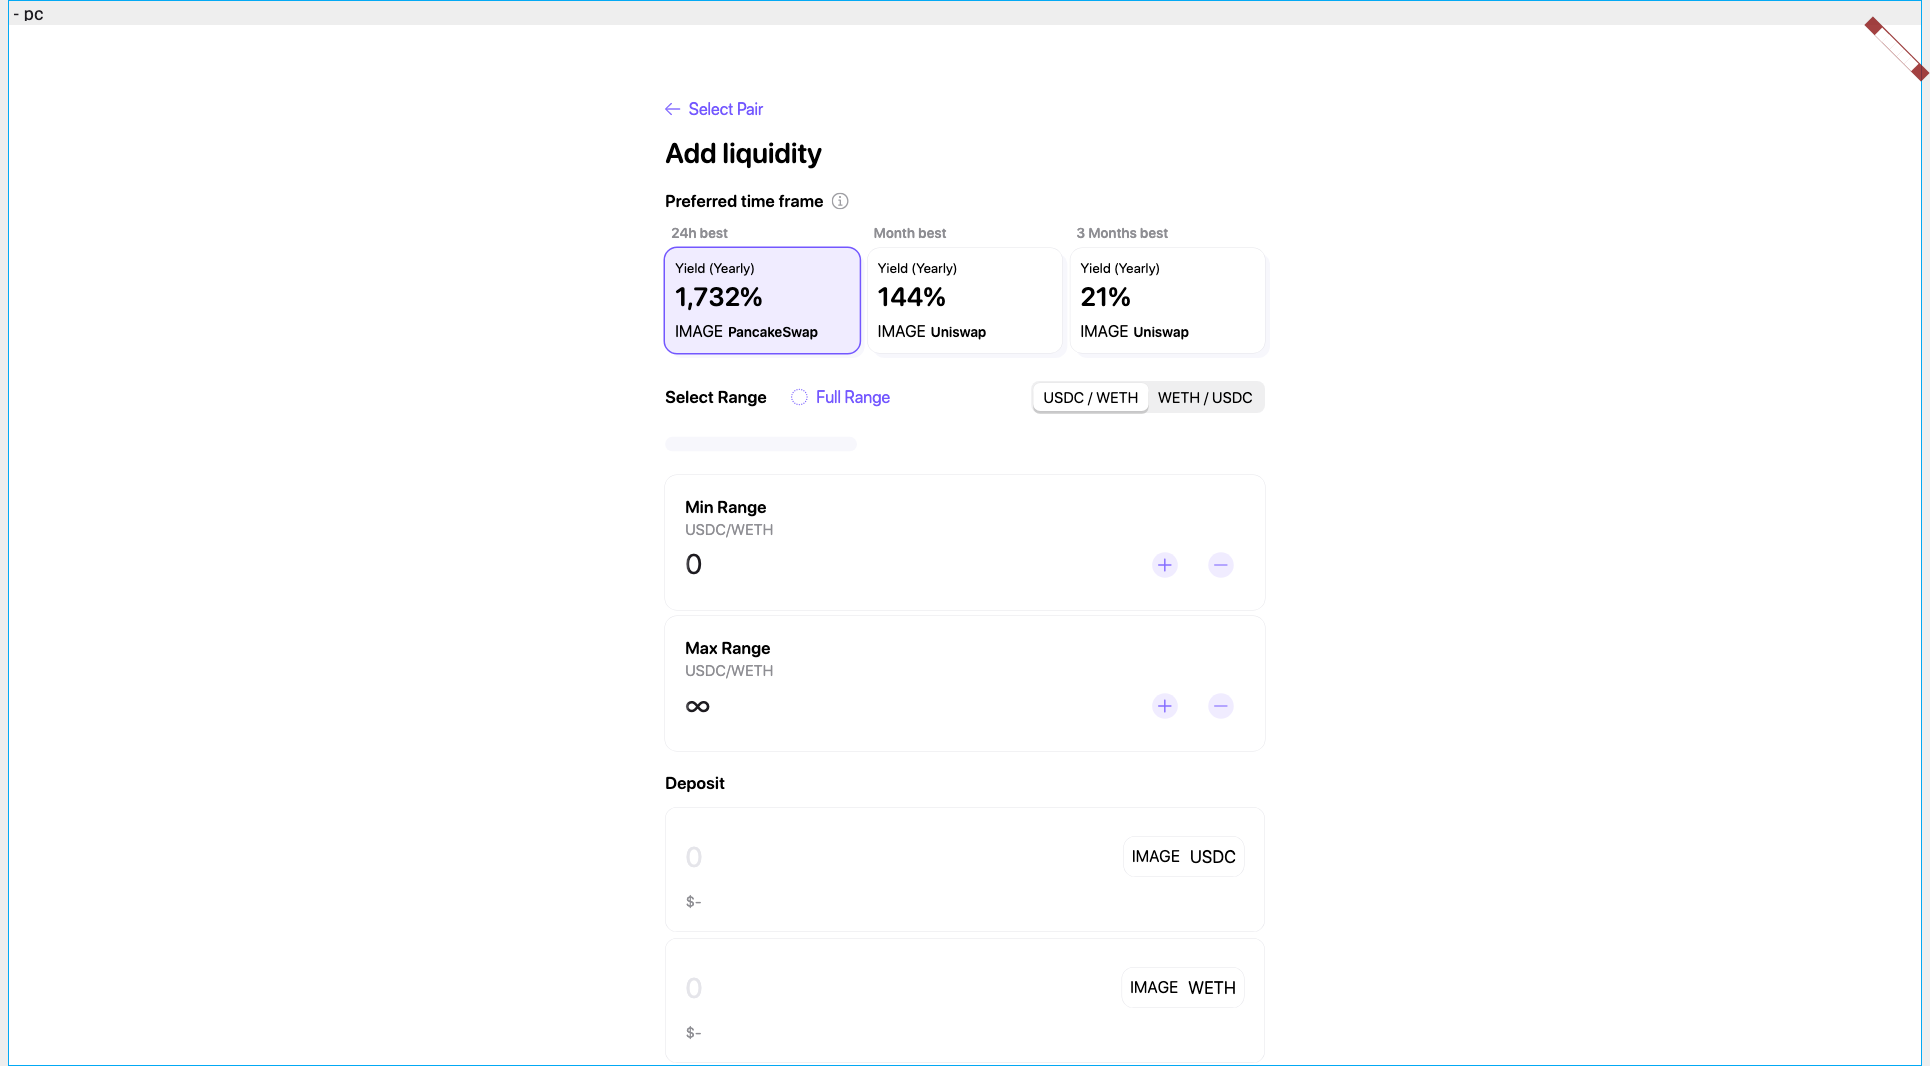 - pc
Select Pair
Add liquidity
Preferred time frame
24h best
Yield (Yearly)
1,732%
IMAGE PancakeSwap
Month best
Yield (Yearly)
144%
IMAGE Uniswap
3 Months best
Yield (Yearly)
21%
IMAGE Uniswap
Select Range Full Range USDC / WETH WETH / USDC
Min Range
USDC/WETH
0
Max Range
USDC/WETH
∞
Deposit
0 IMAGE USDC
$-
0 IMAGE WETH
$-